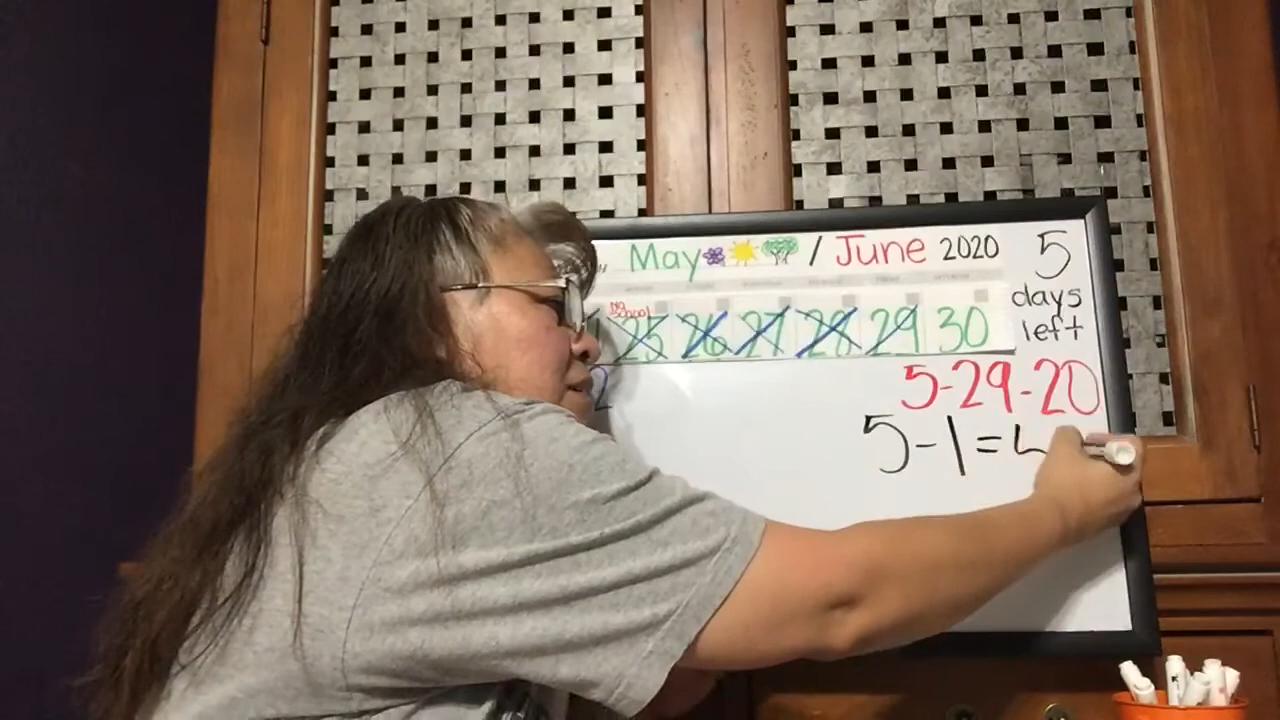 May / June 2020
5
days
left
No
School
25 26 27 28 29 30
2
5-29-20
5-1=4